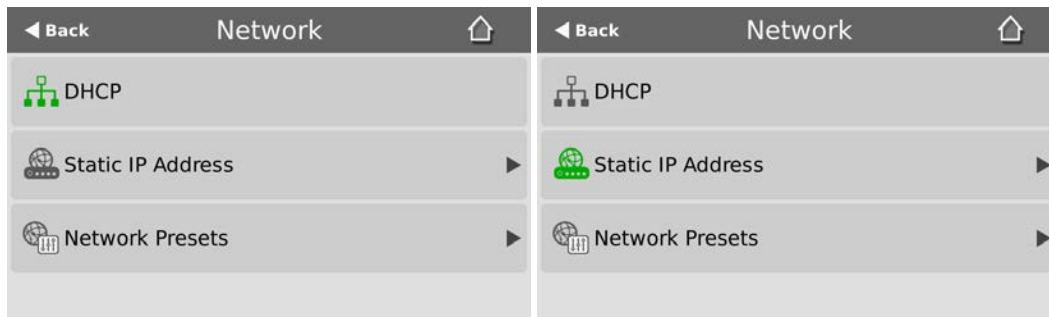 Back Network
DHCP
Static IP Address
Network Presets
Back Network
DHCP
Static IP Address
Network Presets